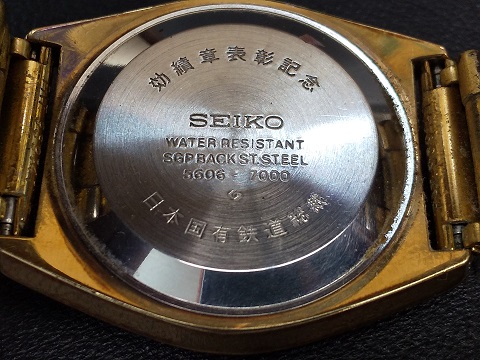 効績章表彰記念
SEIKO
WATER RESISTANT
SGP BACK ST.STEEL
5606-7000
日本国有鉄道総裁